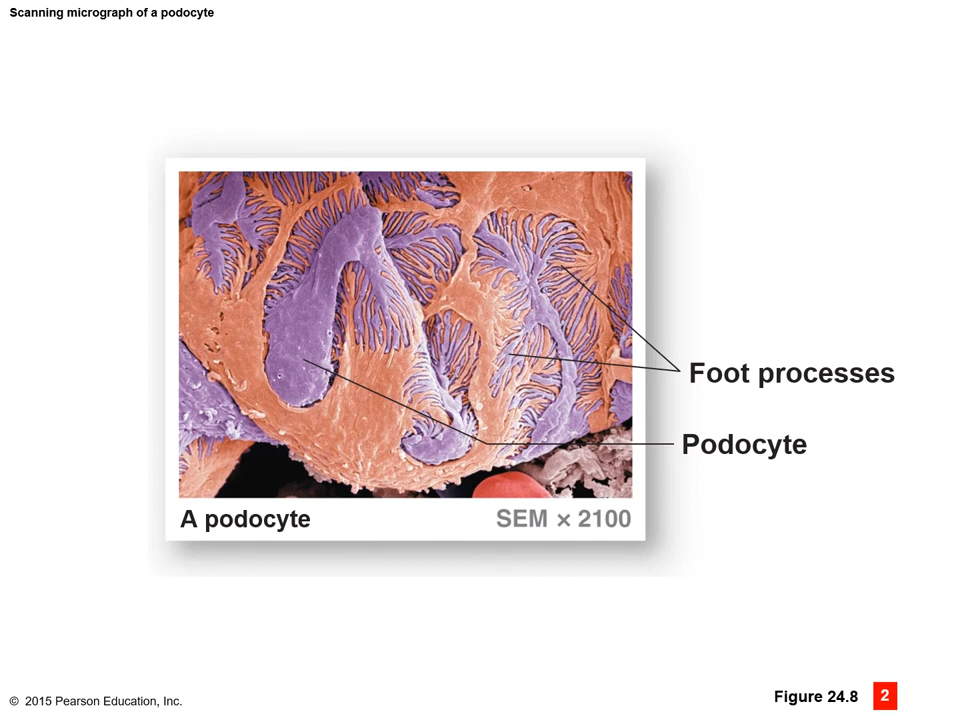 Scanning micrograph of a podocyte
Foot processes
Podocyte
A podocyte
SEM × 2100
© 2015 Pearson Education, Inc.
Figure 24.8
2